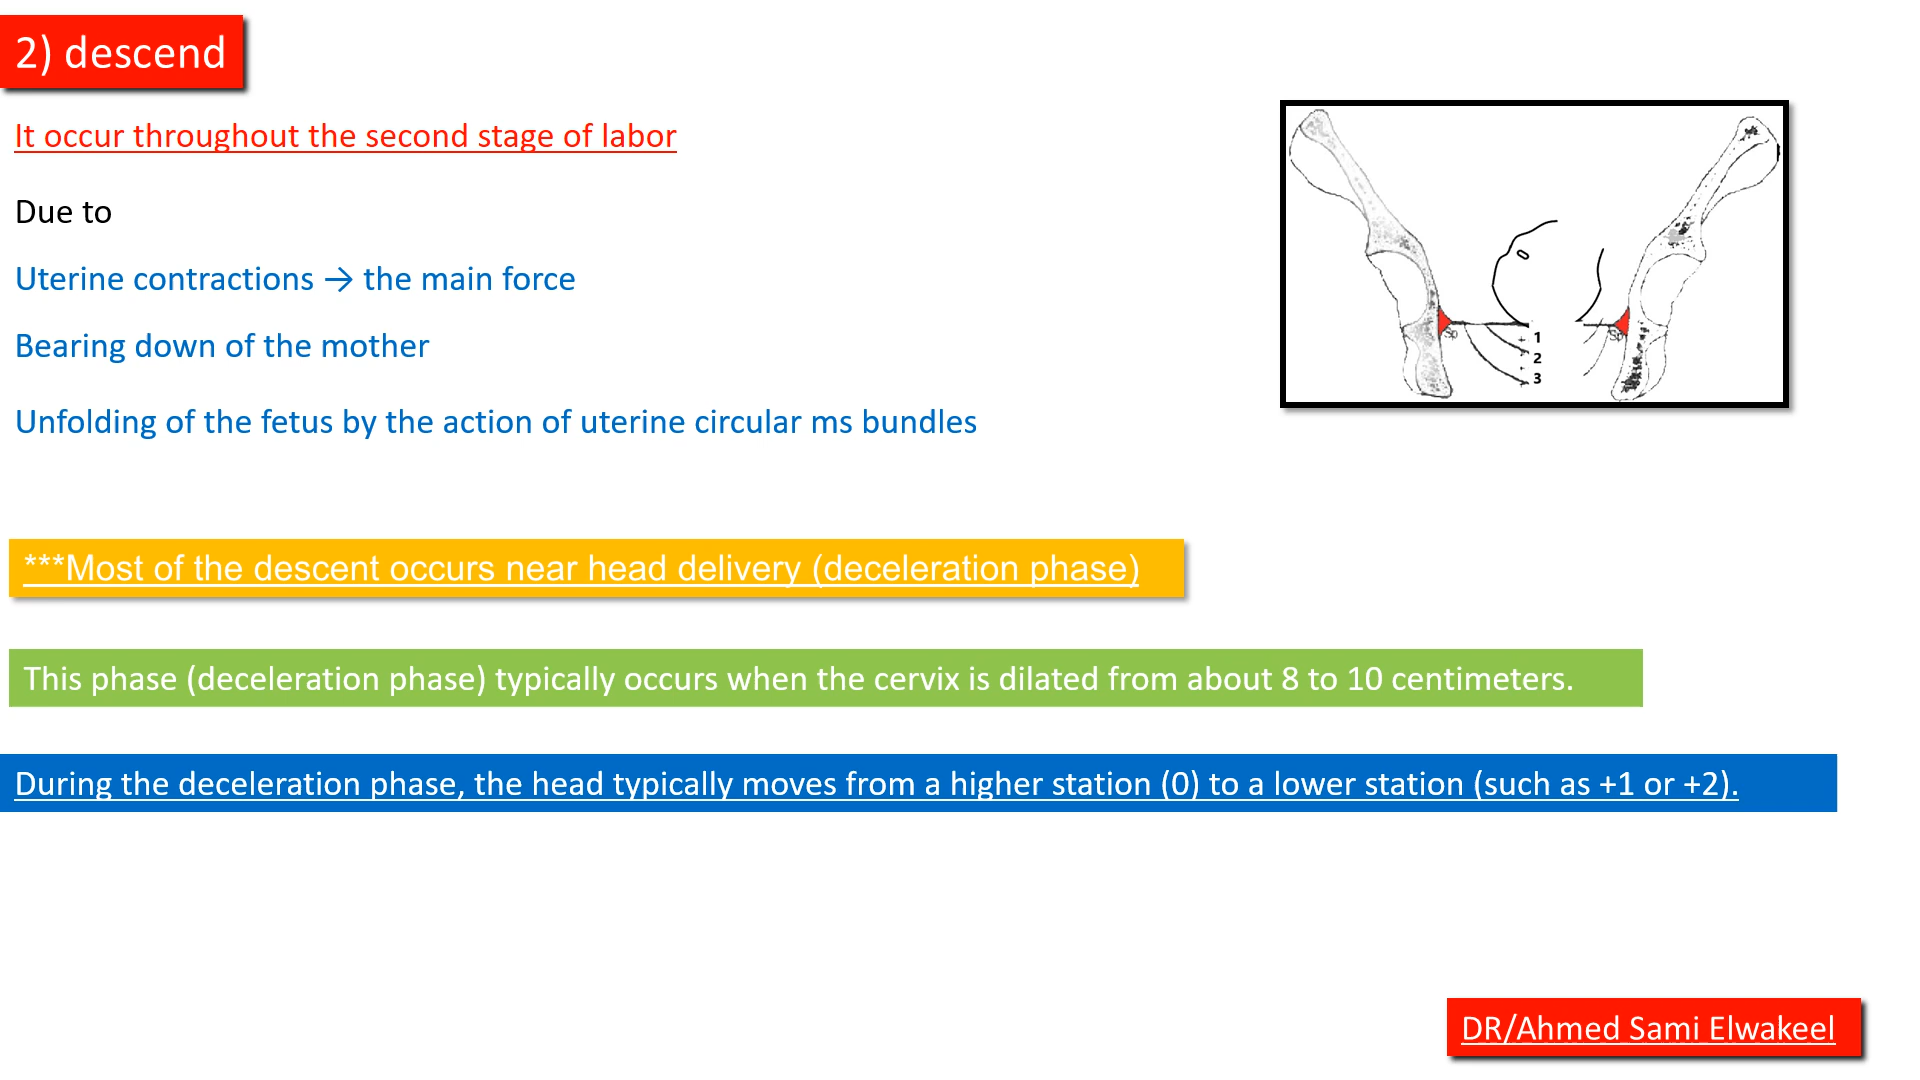 2) descend
It occur throughout the second stage of labor
Due to
Uterine contractions → the main force
Bearing down of the mother
Unfolding of the fetus by the action of uterine circular ms bundles
0
Sp
Sp
1
2
3
***Most of the descent occurs near head delivery (deceleration phase)
This phase (deceleration phase) typically occurs when the cervix is dilated from about 8 to 10 centimeters.
During the deceleration phase, the head typically moves from a higher station (0) to a lower station (such as +1 or +2).
DR/Ahmed Sami Elwakeel